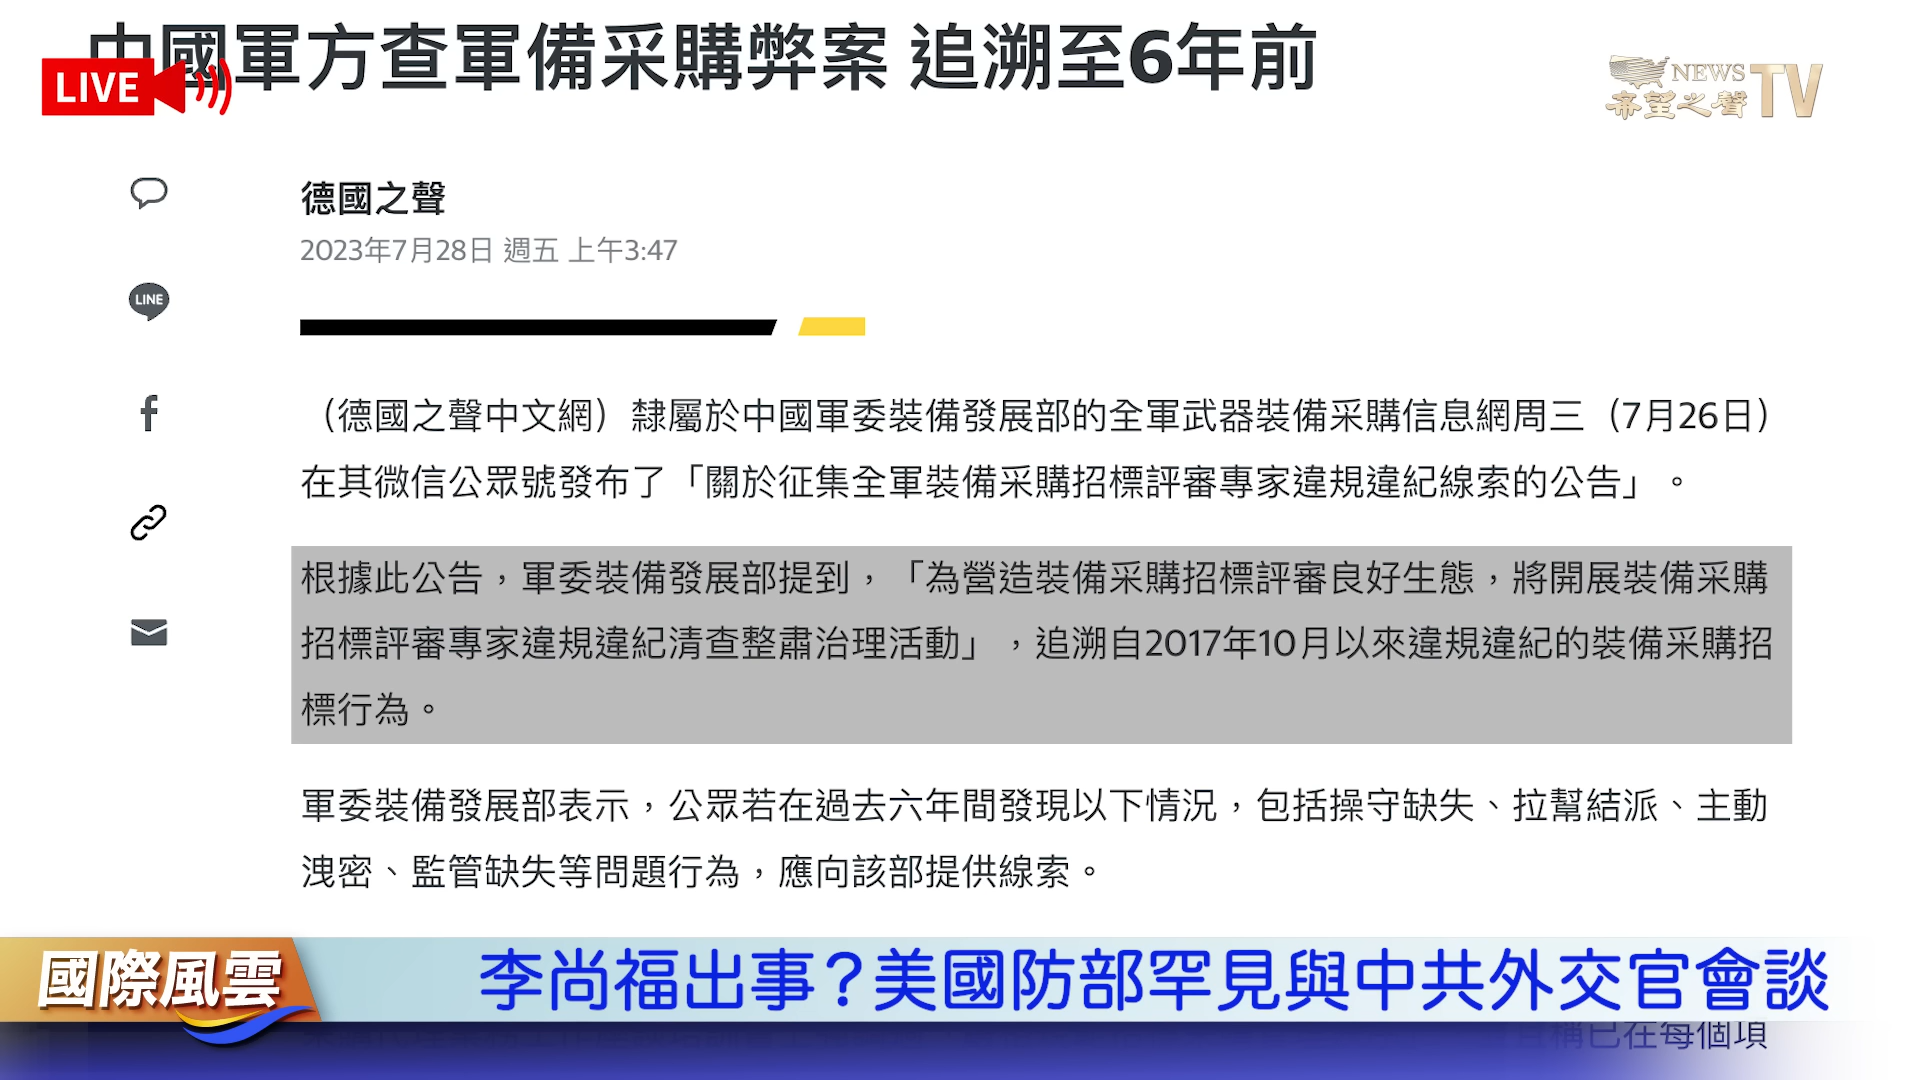 中國軍方查軍備采購弊案 追溯至6年前
LIVE
NEWS
希望之聲TV
德國之聲
2023年7月28日 週五 上午3:47
LINE
（德國之聲中文網）隸屬於中國軍委裝備發展部的全軍武器裝備采購信息網周三（7月26日）
在其微信公眾號發布了「關於征集全軍裝備采購招標評審專家違規違紀線索的公告」。
根據此公告，軍委裝備發展部提到，「為營造裝備采購招標評審良好生態，將開展裝備采購
招標評審專家違規違紀清查整肅治理活動」，追溯自2017年10月以來違規違紀的裝備采購招
標行為。
軍委裝備發展部表示，公眾若在過去六年間發現以下情況，包括操守缺失、拉幫結派、主動
洩密、監管缺失等問題行為，應向該部提供線索。
國際風雲
李尚福出事？美國防部罕見與中共外交官會談
且稱已在每個項